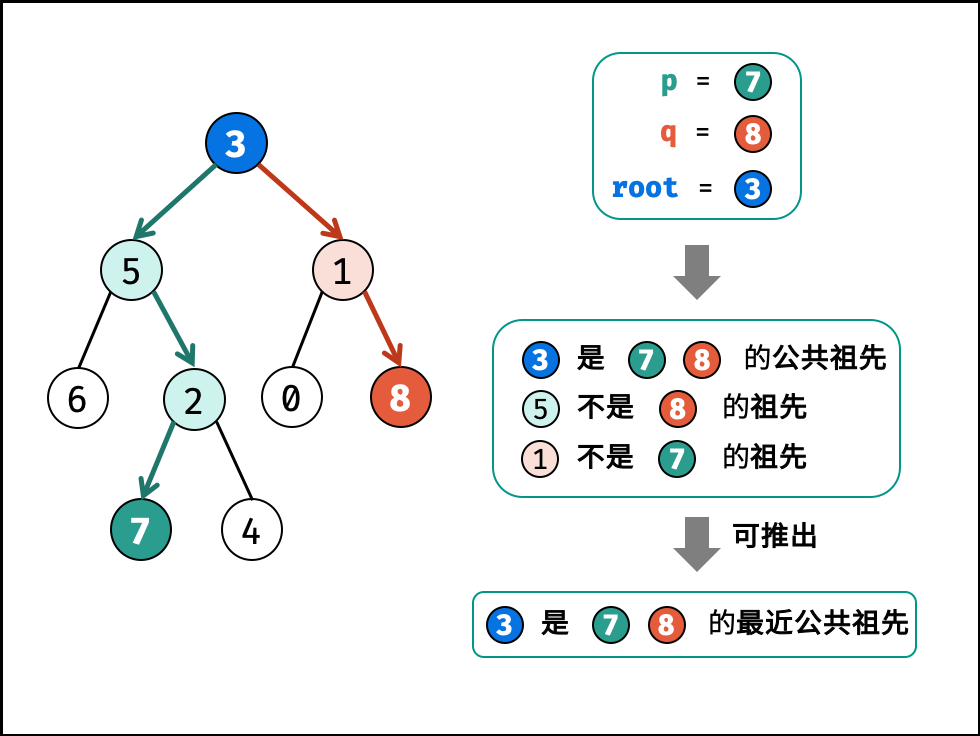 3
5 1
6 2 0 8
7 4
p = 7
q = 8
root = 3
3 是 7 8 的公共祖先
5 不是 8 的祖先
1 不是 7 的祖先
可推出
3 是 7 8 的最近公共祖先